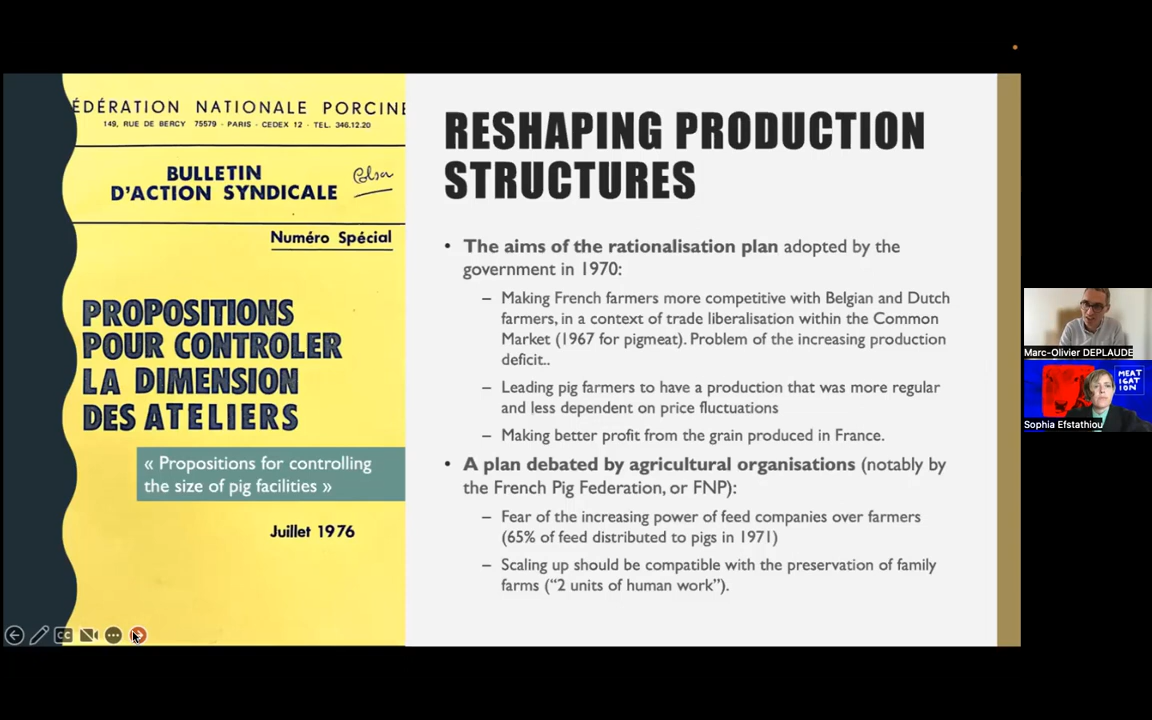 ÉDÉRATION NATIONALE PORCINE
149, RUE DE BERCY 75579 - PARIS - CEDEX 12 - TEL. 346.12.20
BULLETIN
D'ACTION SYNDICALE
Numéro Spécial
PROPOSITIONS
POUR CONTROLER
LA DIMENSION
DES ATELIERS
« Propositions for controlling
the size of pig facilities »
Juillet 1976
CC
RESHAPING PRODUCTION
STRUCTURES
• The aims of the rationalisation plan adopted by the
government in 1970:
– Making French farmers more competitive with Belgian and Dutch
farmers, in a context of trade liberalisation within the Common
Market (1967 for pigmeat). Problem of the increasing production
deficit..
– Leading pig farmers to have a production that was more regular
and less dependent on price fluctuations
– Making better profit from the grain produced in France.
• A plan debated by agricultural organisations (notably by
the French Pig Federation, or FNP):
– Fear of the increasing power of feed companies over farmers
(65% of feed distributed to pigs in 1971)
– Scaling up should be compatible with the preservation of family
farms (“2 units of human work”).
Marc-Olivier DEPLAUDE
MEAT
IGAT
ION
Sophia Efstathiou